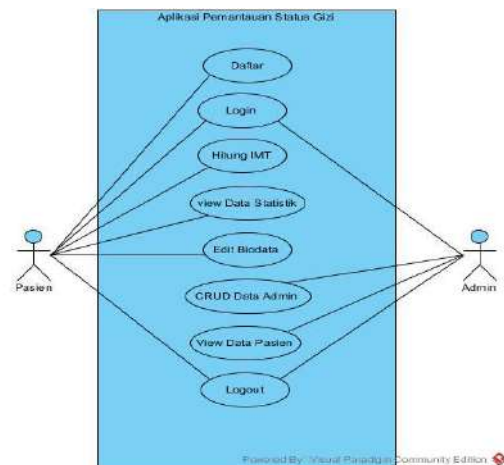 Aplikasi Pemantauan Status Gizi
Daftar
Login
Hitung IMT
view Data Statistik
Edit Biodata
Pasien
Admin
CRUD Data Admin
View Data Pasien
Logout
Powered By: Visual Paradigm Community Edition